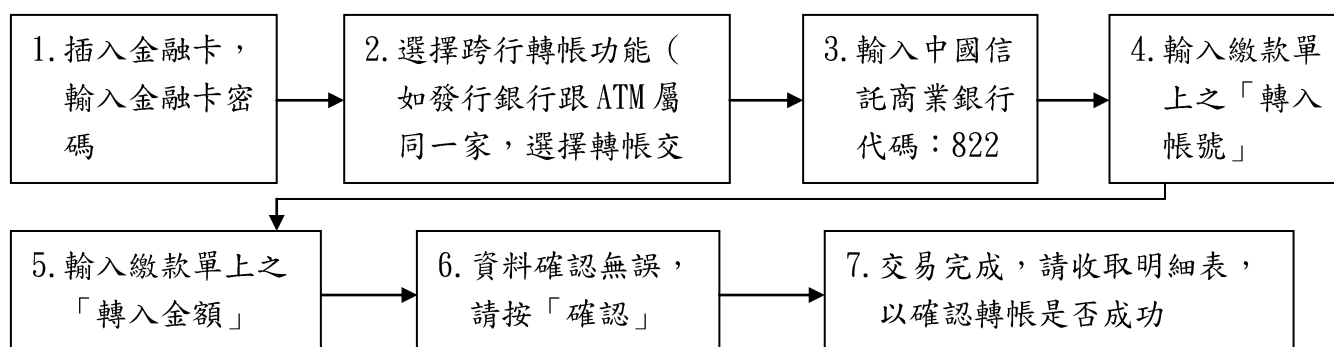 1.插入金融卡，
輸入金融卡密
碼
2.選擇跨行轉帳功能（
如發行銀行跟 ATM 屬
同一家，選擇轉帳交
3.輸入中國信
託商業銀行
代碼：822
4.輸入繳款單
上之「轉入
帳號」
5.輸入繳款單上之
「轉入金額」
6.資料確認無誤，
請按「確認」
7.交易完成，請收取明細表，
以確認轉帳是否成功